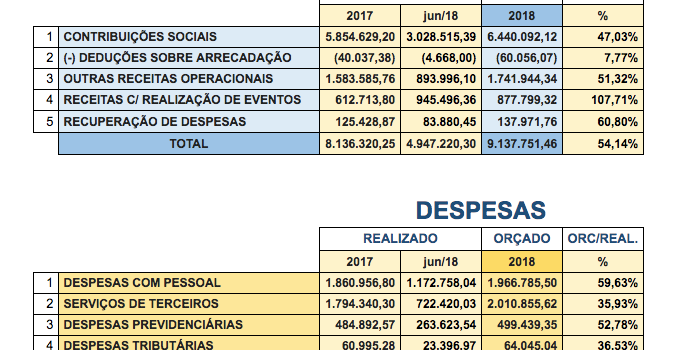 2017 jun/18 2018 %
1 CONTRIBUIÇÕES SOCIAIS 5.854.629,20 3.028.515,39 6.440.092,12 47,03%
2 (-) DEDUÇÕES SOBRE ARRECADAÇÃO (40.037,38) (4.668,00) (60.056,07) 7,77%
3 OUTRAS RECEITAS OPERACIONAIS 1.583.585,76 893.996,10 1.741.944,34 51,32%
4 RECEITAS C/ REALIZAÇÃO DE EVENTOS 612.713,80 945.496,36 877.799,32 107,71%
5 RECUPERAÇÃO DE DESPESAS 125.428,87 83.880,45 137.971,76 60,80%
TOTAL 8.136.320,25 4.947.220,30 9.137.751,46 54,14%
DESPESAS
REALIZADO ORÇADO ORC/REAL.
2017 jun/18 2018 %
1 DESPESAS COM PESSOAL 1.860.956,80 1.172.758,04 1.966.785,50 59,63%
2 SERVIÇOS DE TERCEIROS 1.794.340,30 722.420,03 2.010.855,62 35,93%
3 DESPESAS PREVIDENCIÁRIAS 484.892,57 263.623,54 499.439,35 52,78%
4 DESPESAS TRIBUTÁRIAS 60.995,28 23.396,97 64.045,04 36,53%